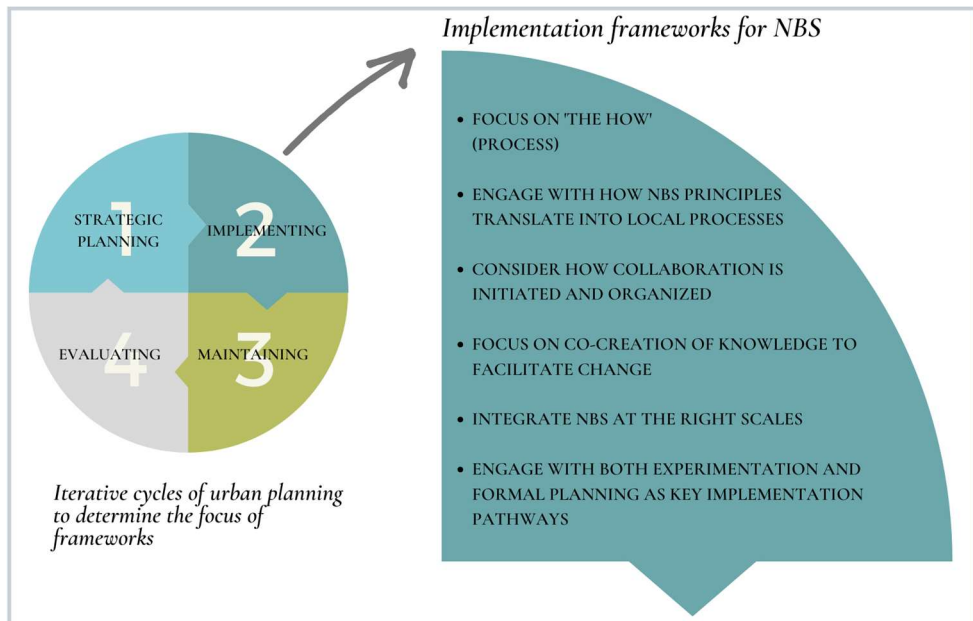 Implementation frameworks for NBS
1
STRATEGIC
PLANNING
2
IMPLEMENTING
4
EVALUATING
3
MAINTAINING
Iterative cycles of urban planning
to determine the focus of
frameworks
• FOCUS ON 'THE HOW'
(PROCESS)
• ENGAGE WITH HOW NBS PRINCIPLES
TRANSLATE INTO LOCAL PROCESSES
• CONSIDER HOW COLLABORATION IS
INITIATED AND ORGANIZED
• FOCUS ON CO-CREATION OF KNOWLEDGE TO
FACILITATE CHANGE
• INTEGRATE NBS AT THE RIGHT SCALES
• ENGAGE WITH BOTH EXPERIMENTATION AND
FORMAL PLANNING AS KEY IMPLEMENTATION
PATHWAYS